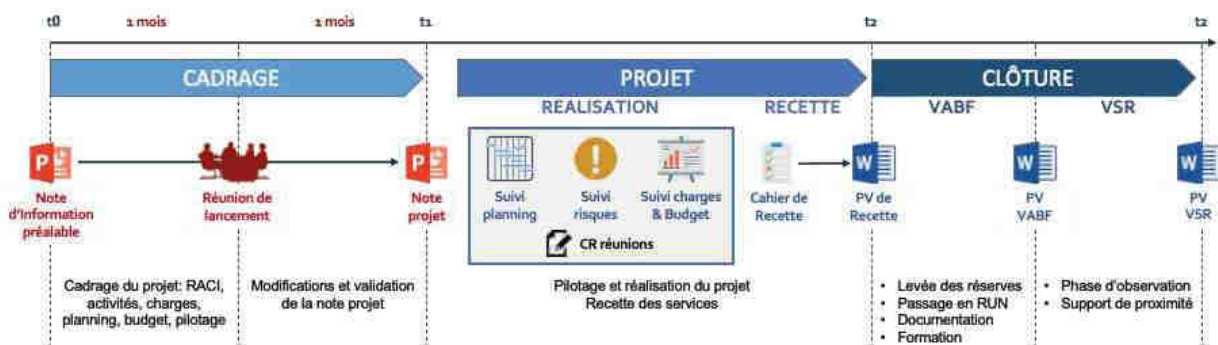 t0
1 mois
1 mois
t1
t2
t2
CADRAGE
PROJET
CLÔTURE
RÉALISATION
RECETTE
VABF
VSR
P
Note
d'Information
préalable
Réunion de
lancement
P
Note
projet
Suivi
planning
Suivi
risques
Suivi charges
& Budget
CR réunions
Cahier de
Recette
W
PV de
Recette
W
PV
VABF
W
PV
VSR
Cadrage du projet: RACI,
activités, charges,
planning, budget, pilotage
Modifications et validation
de la note projet
Pilotage et réalisation du projet
Recette des services
• Levée des réserves
• Passage en RUN
• Documentation
• Formation
• Phase d'observation
• Support de proximité